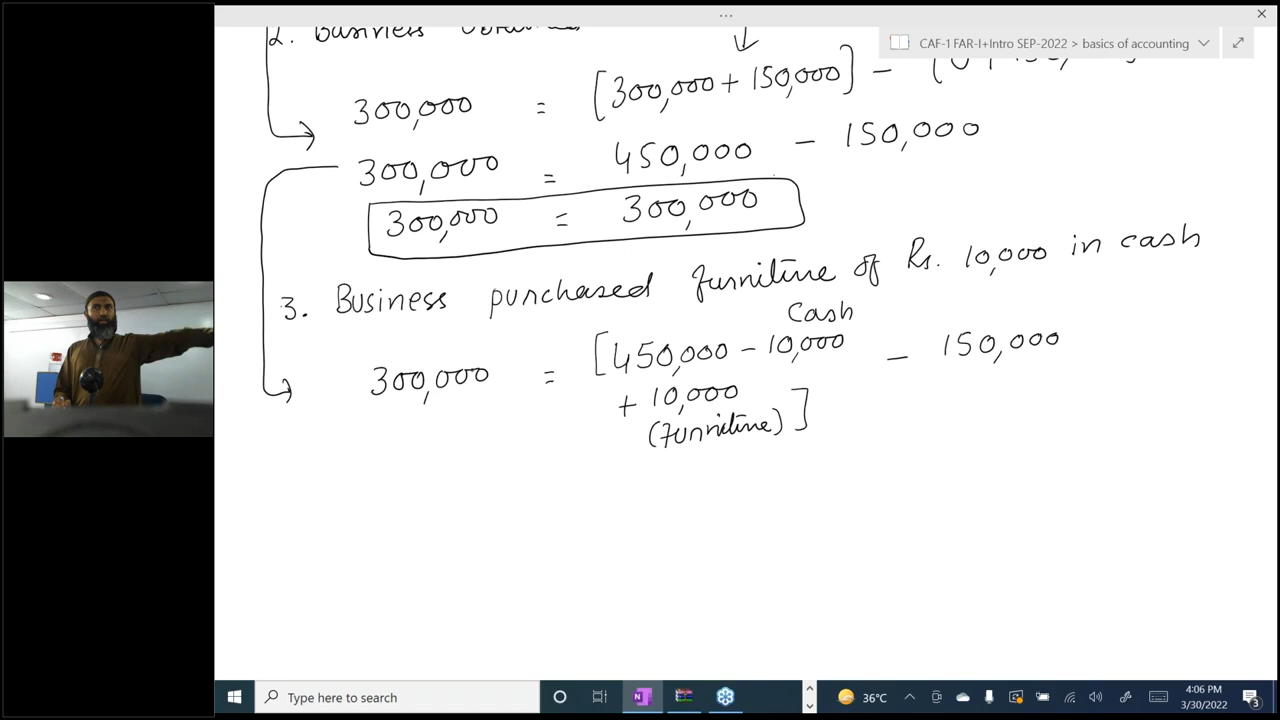 2. Business
CAF-1 FAR-I+Intro SEP-2022 > basics of accounting
300,000 = [300,000 + 150,000] -
300,000 = 450,000 - 150,000
300,000 = 300,000
3. Business purchased furniture of Rs. 10,000 in cash
Cash
300,000 = [450,000 - 10,000 - 150,000
+ 10,000
(furniture) ]
Type here to search
36°C
4:06 PM
3/30/2022
3